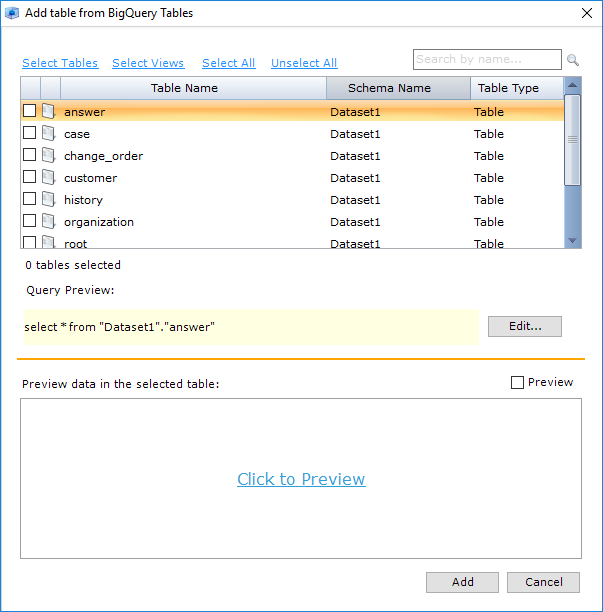 Add table from BigQuery Tables
Select Tables Select Views Select All Unselect All Search by name...
Table Name Schema Name Table Type
answer Dataset1 Table
case Dataset1 Table
change_order Dataset1 Table
customer Dataset1 Table
history Dataset1 Table
organization Dataset1 Table
root Dataset1 Table
0 tables selected
Query Preview:
select * from "Dataset1"."answer" Edit...
Preview data in the selected table: Preview
Click to Preview
Add Cancel